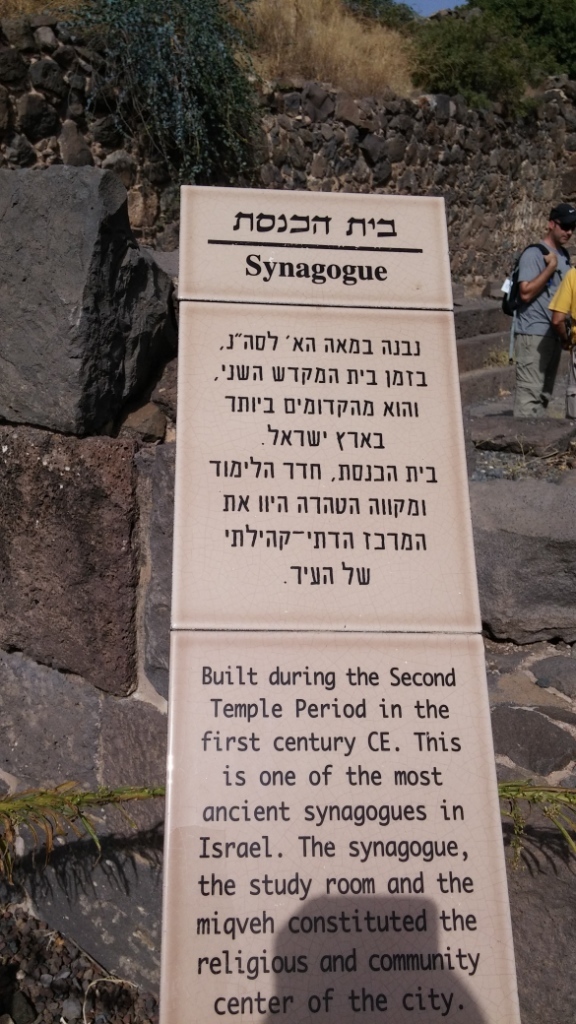 בית הכנסת
Synagogue
נבנה במאה הא׳ לסה״נ,
בזמן בית המקדש השני,
והוא מהקדומים ביותר
בארץ ישראל.
בית הכנסת, חדר הלימוד
ומקווה הטהרה היוו את
המרכז הדתי-קהילתי
של העיר.
Built during the Second
Temple Period in the
first century CE. This
is one of the most
ancient synagogues in
Israel. The synagogue,
the study room and the
miqveh constituted the
religious and community
center of the city.